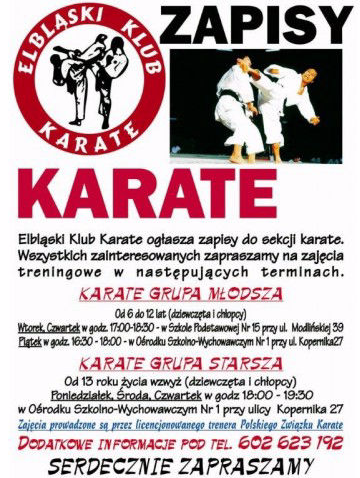 ELBLĄSKI KLUB
KARATE
ZAPISY
KARATE
Elbląski Klub Karate ogłasza zapisy do sekcji karate.
Wszystkich zainteresowanych zapraszamy na zajęcia
treningowe w następujących terminach.
KARATE GRUPA MŁODSZA
Od 6 do 12 lat (dziewczęta i chłopcy)
Wtorek, Czwartek w godz. 17:00-18:30 - w Szkole Podstawowej Nr 15 przy ul. Modlińskiej 39
Piątek w godz. 16:30 - 18:00 - w Ośrodku Szkolno-Wychowawczym Nr 1 przy ul. Kopernika27
KARATE GRUPA STARSZA
Od 13 roku życia wzwyż (dziewczęta i chłopcy)
Poniedziałek, Środa, Czwartek w godz 18:00 - 19:30
w Ośrodku Szkolno-Wychowawczym Nr 1 przy ulicy Kopernika 27
Zajęcia prowadzone są przez licencjonowanego trenera Polskiego Związku Karate
DODATKOWE INFORMACJE POD TEL. 602 623 192
SERDECZNIE ZAPRASZAMY